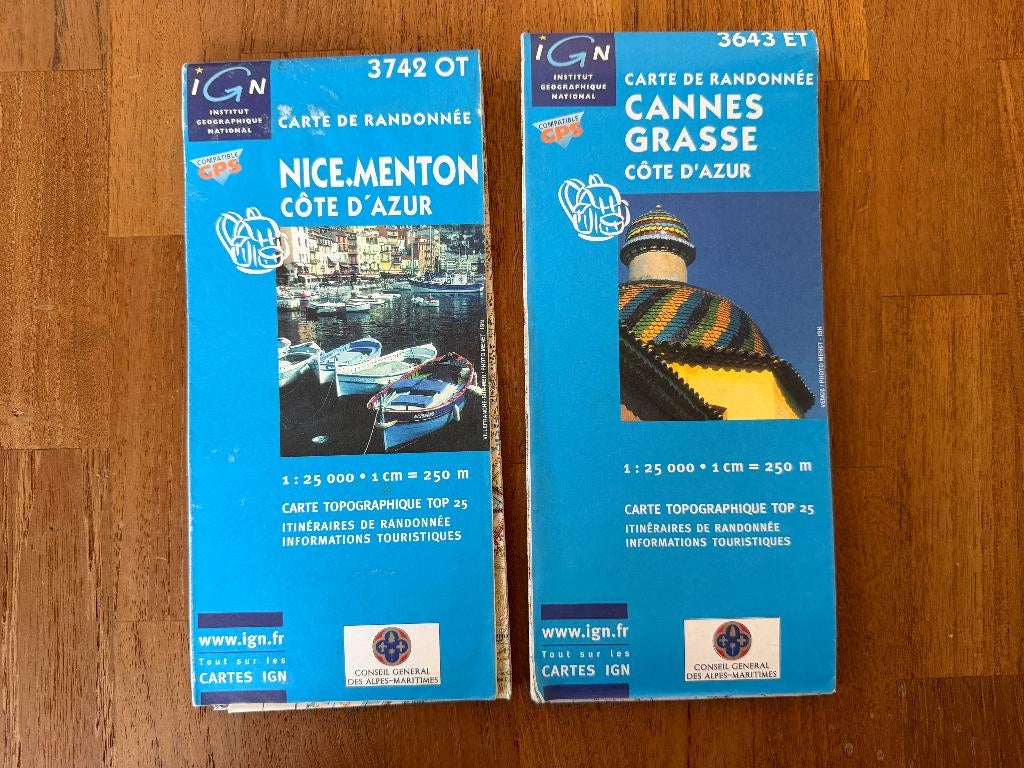 IGN
INSTITUT
GEOGRAPHIQUE
NATIONAL
3742 OT
CARTE DE RANDONNÉE
COMPATIBLE
GPS
NICE.MENTON
CÔTE D'AZUR
1 : 25 000 • 1 cm = 250 m
CARTE TOPOGRAPHIQUE TOP 25
ITINÉRAIRES DE RANDONNÉE
INFORMATIONS TOURISTIQUES
www.ign.fr
Tout sur les
CARTES IGN
CONSEIL GENERAL
DES ALPES-MARITIMES
IGN
INSTITUT
GEOGRAPHIQUE
NATIONAL
3643 ET
CARTE DE RANDONNÉE
COMPATIBLE
GPS
CANNES
GRASSE
CÔTE D'AZUR
VENCE / PHOTO MENET - IGN
1 : 25 000 • 1 cm = 250 m
CARTE TOPOGRAPHIQUE TOP 25
ITINÉRAIRES DE RANDONNÉE
INFORMATIONS TOURISTIQUES
www.ign.fr
Tout sur les
CARTES IGN
CONSEIL GENERAL
DES ALPES-MARITIMES